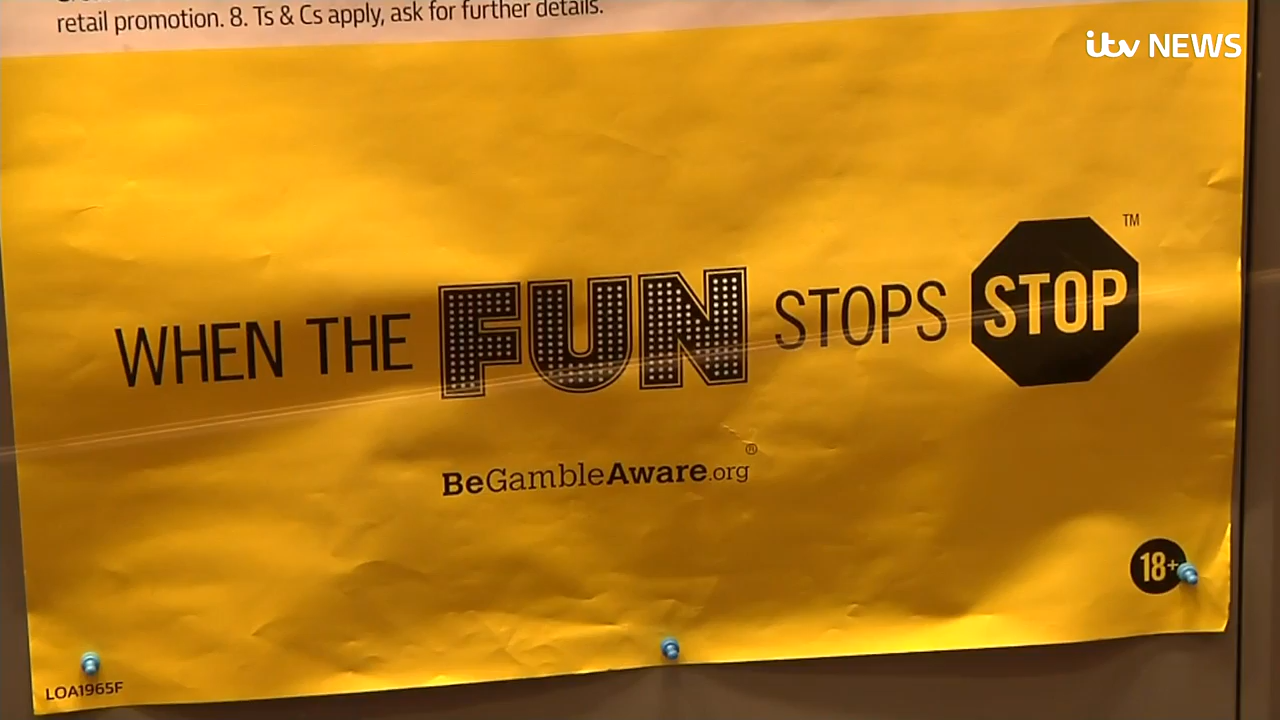 retail promotion. 8. Ts & Cs apply, ask for further details.
itv NEWS
WHEN THE FUN STOPS STOP ™
BeGambleAware.org ®
18+
LOA1965F